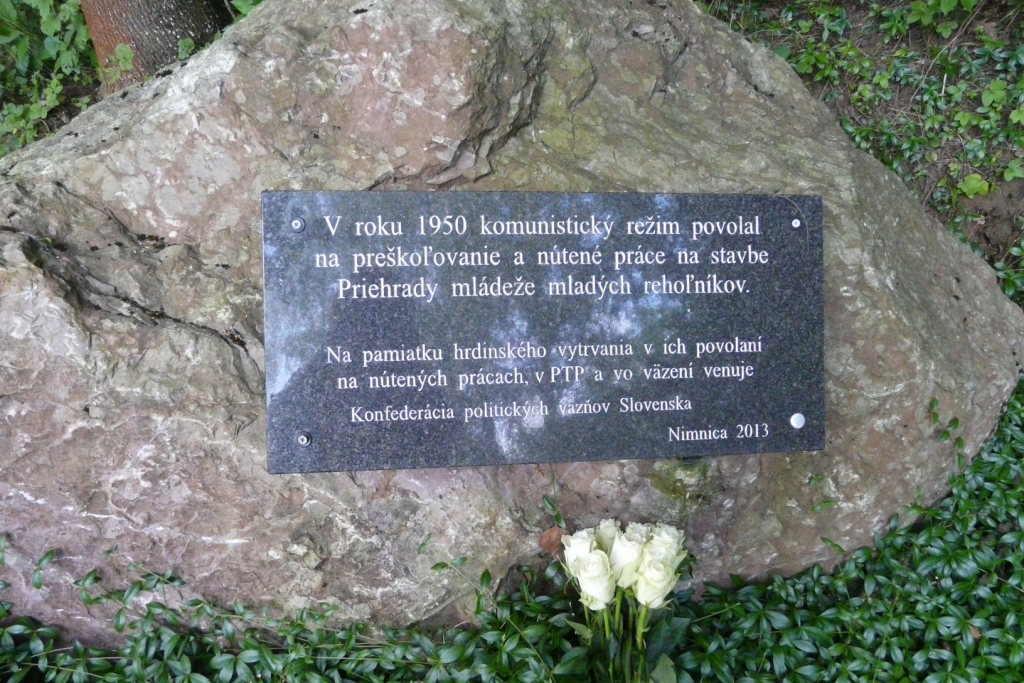 V roku 1950 komunistický režim povolal
na preškoľovanie a nútené práce na stavbe
Priehrady mládeže mladých rehoľníkov.
Na pamiatku hrdinského vytrvania v ich povolaní
na nútených prácach, v PTP a vo väzení venuje
Konfederácia politických väzňov Slovenska
Nimnica 2013